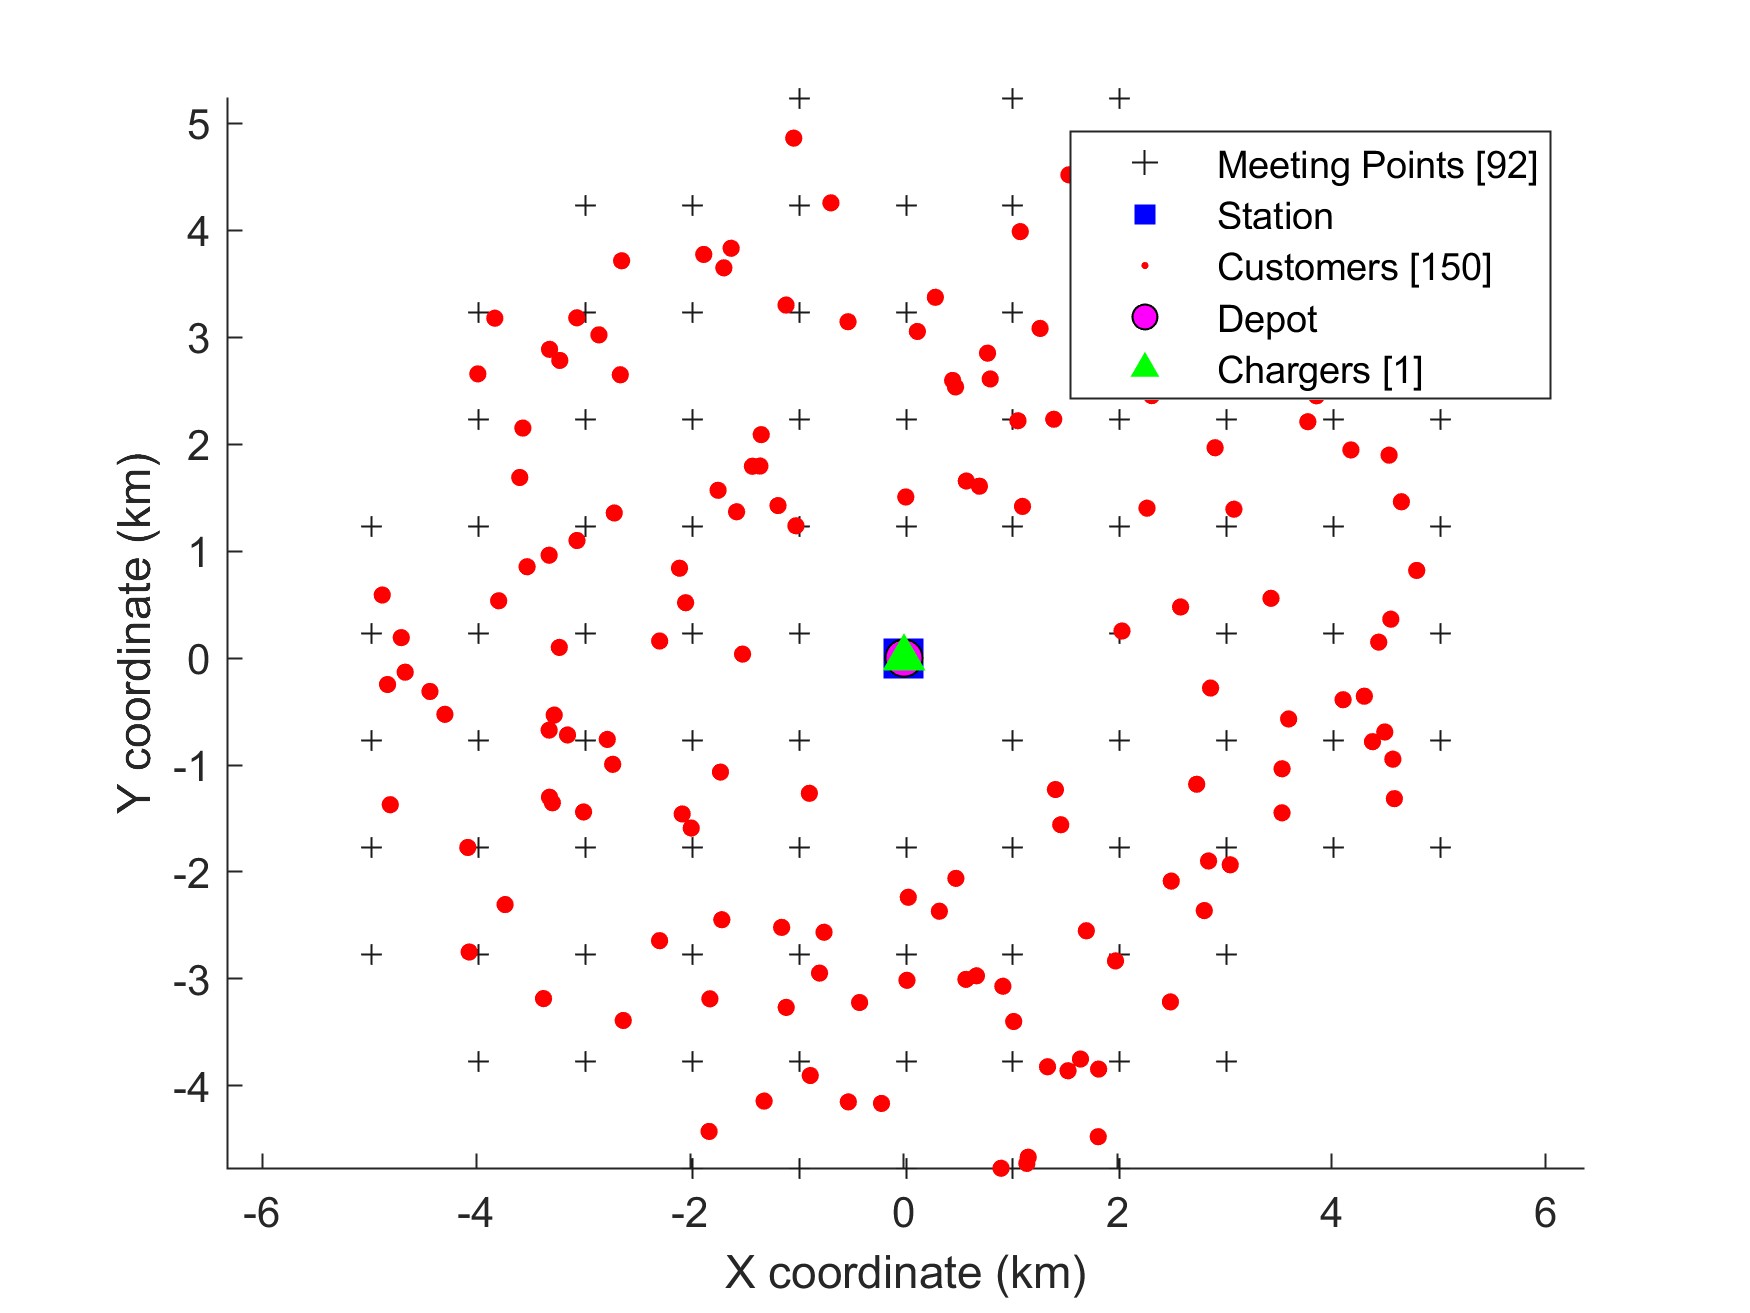 5
4
3
2
1
0
-1
-2
-3
-4
Y coordinate (km)
Meeting Points [92]
Station
Customers [150]
Depot
Chargers [1]
-6
-4
-2
0
2
4
6
X coordinate (km)